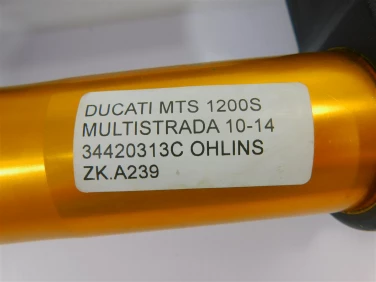 DUCATI MTS 1200S
MULTISTRADA 10-14
34420313C OHLINS
ZK.A239